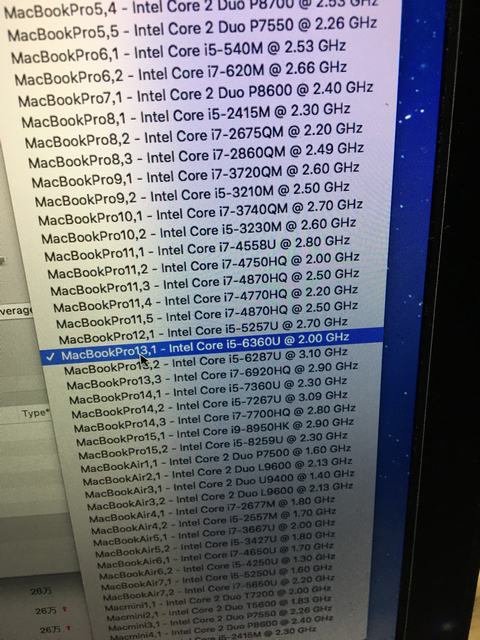 MacBookPro5,4 - Intel Core 2 Duo P8700 @ 2.53 GHz
MacBookPro5,5 - Intel Core 2 Duo P7550 @ 2.26 GHz
MacBookPro6,1 - Intel Core i5-540M @ 2.53 GHz
MacBookPro6,2 - Intel Core i7-620M @ 2.66 GHz
MacBookPro7,1 - Intel Core 2 Duo P8600 @ 2.40 GHz
MacBookPro8,1 - Intel Core i5-2415M @ 2.30 GHz
MacBookPro8,2 - Intel Core i7-2675QM @ 2.20 GHz
MacBookPro8,3 - Intel Core i7-2860QM @ 2.49 GHz
MacBookPro9,1 - Intel Core i7-3720QM @ 2.60 GHz
MacBookPro9,2 - Intel Core i5-3210M @ 2.50 GHz
MacBookPro10,1 - Intel Core i7-3740QM @ 2.70 GHz
MacBookPro10,2 - Intel Core i5-3230M @ 2.60 GHz
MacBookPro11,1 - Intel Core i7-4558U @ 2.80 GHz
MacBookPro11,2 - Intel Core i7-4750HQ @ 2.00 GHz
MacBookPro11,3 - Intel Core i7-4870HQ @ 2.50 GHz
MacBookPro11,4 - Intel Core i7-4770HQ @ 2.20 GHz
MacBookPro11,5 - Intel Core i7-4870HQ @ 2.50 GHz
MacBookPro12,1 - Intel Core i5-5257U @ 2.70 GHz
✓ MacBookPro13,1 - Intel Core i5-6360U @ 2.00 GHz
MacBookPro13,2 - Intel Core i5-6287U @ 3.10 GHz
MacBookPro13,3 - Intel Core i7-6920HQ @ 2.90 GHz
MacBookPro14,1 - Intel Core i5-7360U @ 2.30 GHz
MacBookPro14,2 - Intel Core i5-7267U @ 3.09 GHz
MacBookPro14,3 - Intel Core i7-7700HQ @ 2.80 GHz
MacBookPro15,1 - Intel Core i9-8950HK @ 2.90 GHz
MacBookPro15,2 - Intel Core i5-8259U @ 2.30 GHz
MacBookAir1,1 - Intel Core 2 Duo P7500 @ 1.60 GHz
MacBookAir2,1 - Intel Core 2 Duo L9600 @ 2.13 GHz
MacBookAir3,1 - Intel Core 2 Duo U9400 @ 1.40 GHz
MacBookAir3,2 - Intel Core 2 Duo L9600 @ 2.13 GHz
MacBookAir4,1 - Intel Core i7-2677M @ 1.80 GHz
MacBookAir4,2 - Intel Core i5-2557M @ 1.70 GHz
MacBookAir5,1 - Intel Core i7-3667U @ 2.00 GHz
MacBookAir5,2 - Intel Core i5-3427U @ 1.80 GHz
MacBookAir6,1 - Intel Core i7-4650U @ 1.70 GHz
MacBookAir6,2 - Intel Core i5-4250U @ 1.30 GHz
MacBookAir7,1 - Intel Core i5-5250U @ 1.60 GHz
MacBookAir7,2 - Intel Core i7-5650U @ 2.20 GHz
Macmini1,1 - Intel Core 2 Duo T7200 @ 2.00 GHz
Macmini2,1 - Intel Core 2 Duo T5600 @ 1.83 GHz
Macmini3,1 - Intel Core 2 Duo P7550 @ 2.26 GHz
Macmini4,1 - Intel Core 2 Duo P8600 @ 2.40 GHz
i5-2415M @ 2.30 GHz
verage
Type*
26万
26万
26万